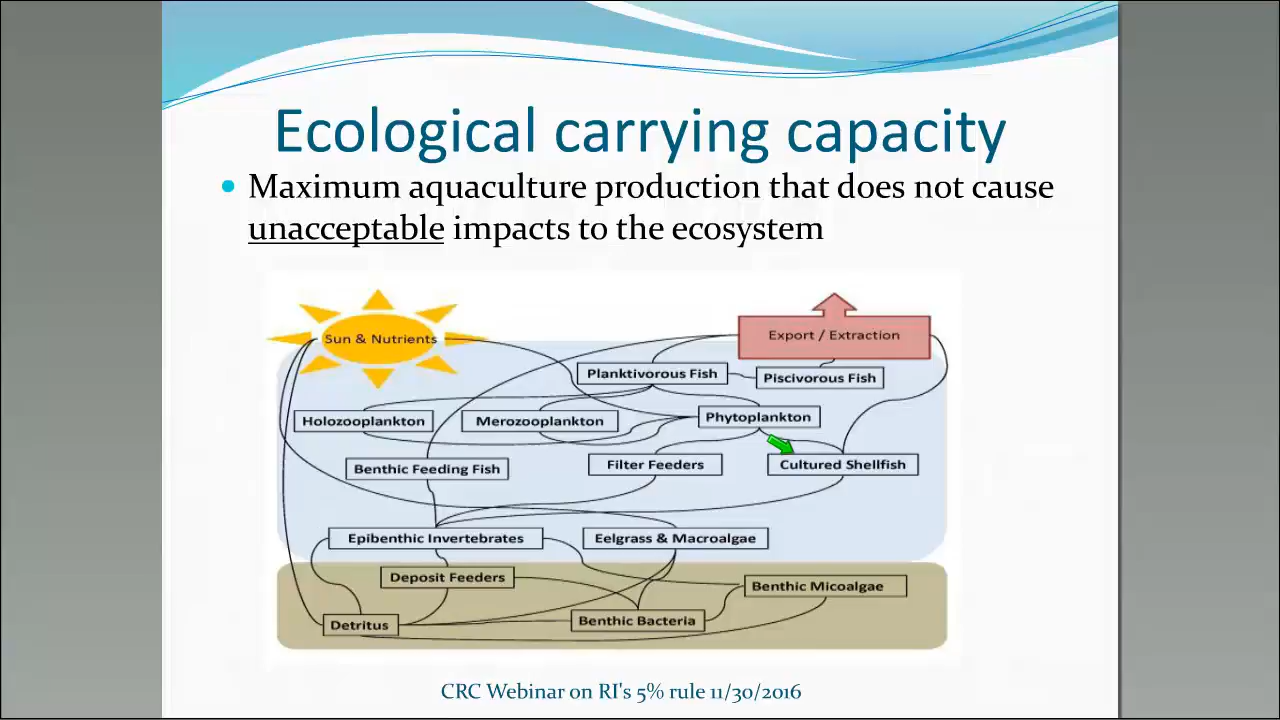 Ecological carrying capacity
Maximum aquaculture production that does not cause
unacceptable impacts to the ecosystem
Sun & Nutrients
Export / Extraction
Planktivorous Fish
Piscivorous Fish
Holozooplankton
Merozooplankton
Phytoplankton
Benthic Feeding Fish
Filter Feeders
Cultured Shellfish
Epibenthic Invertebrates
Eelgrass & Macroalgae
Deposit Feeders
Benthic Micoalgae
Detritus
Benthic Bacteria
CRC Webinar on RI's 5% rule 11/30/2016